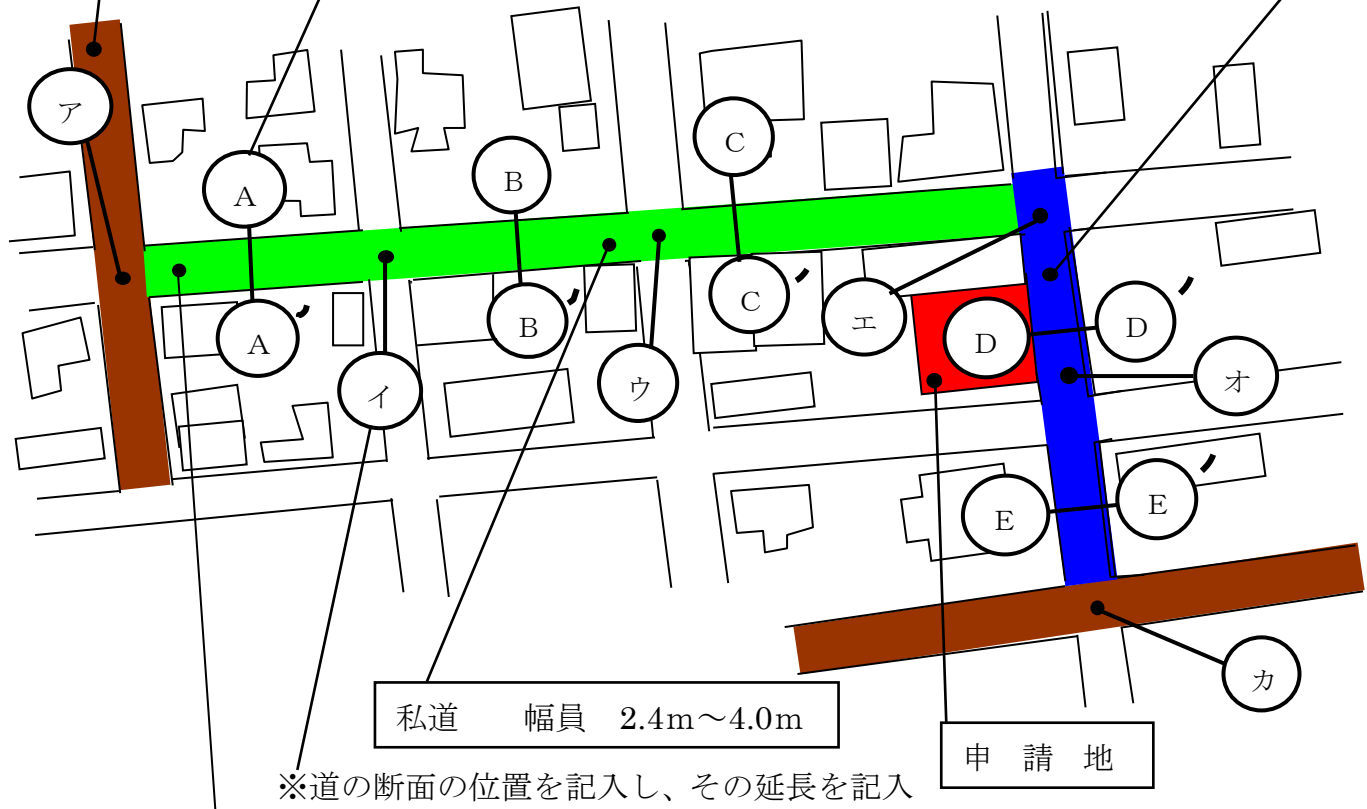 ア
A
B
C
A′
B′
C′
イ
ウ
エ
D
D′
オ
E
E′
カ
私道　　幅員　2.4m～4.0m
申　請　地
※道の断面の位置を記入し、その延長を記入